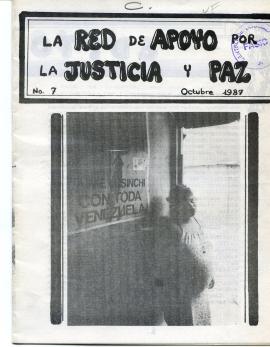 C.
LA RED DE APOYO POR
LA JUSTICIA Y PAZ
No. 7 Octubre 1987
CON TODA
VENEZUELA